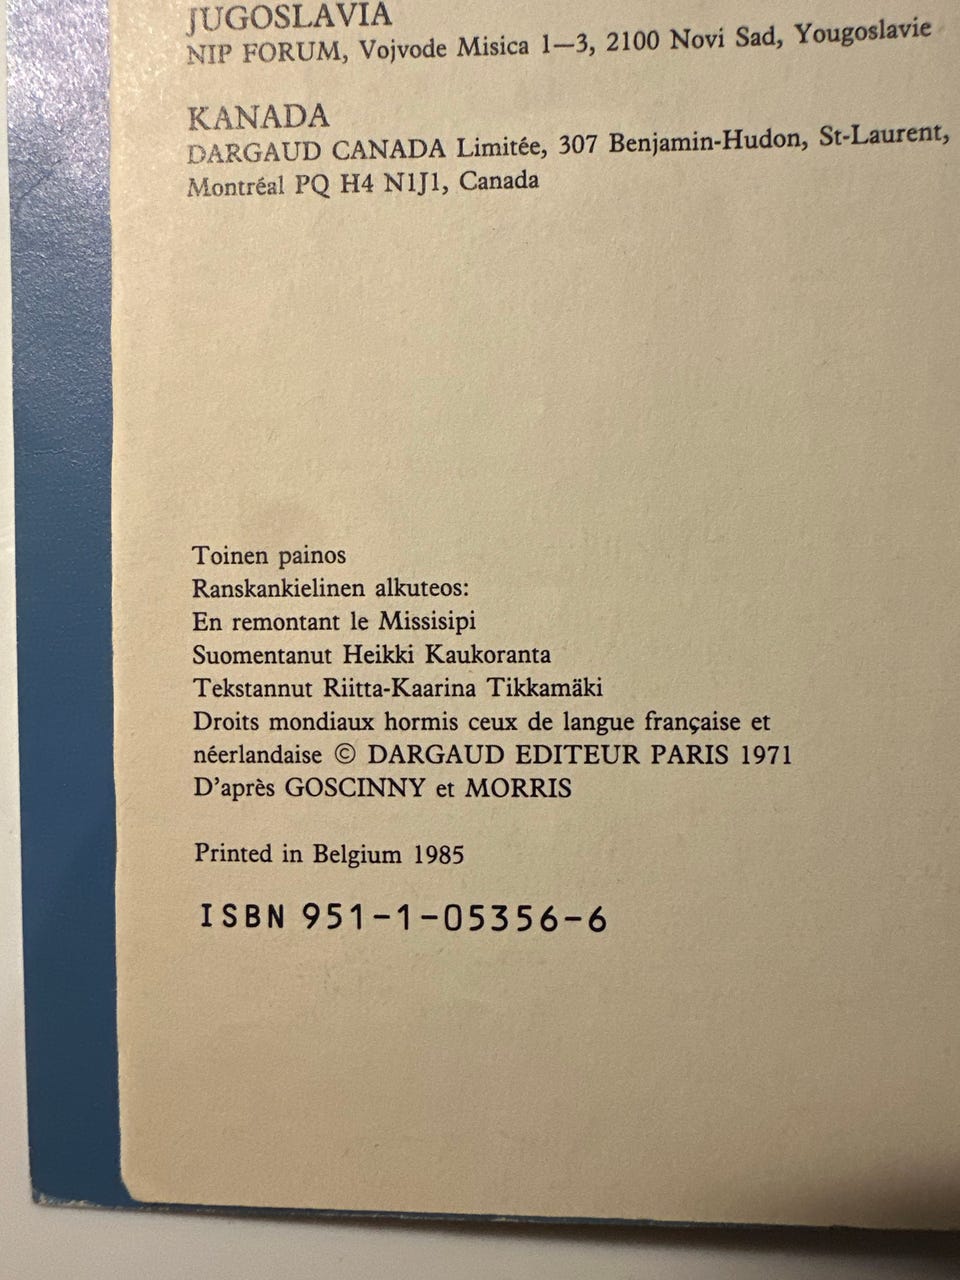 JUGOSLAVIA
NIP FORUM, Vojvode Misica 1—3, 2100 Novi Sad, Yougoslavie
KANADA
DARGAUD CANADA Limitée, 307 Benjamin-Hudon, St-Laurent,
Montréal PQ H4 N1J1, Canada
Toinen painos
Ranskankielinen alkuteos:
En remontant le Missisipi
Suomentanut Heikki Kaukoranta
Tekstannut Riitta-Kaarina Tikkamäki
Droits mondiaux hormis ceux de langue française et
néerlandaise © DARGAUD EDITEUR PARIS 1971
D'après GOSCINNY et MORRIS
Printed in Belgium 1985
ISBN 951-1-05356-6